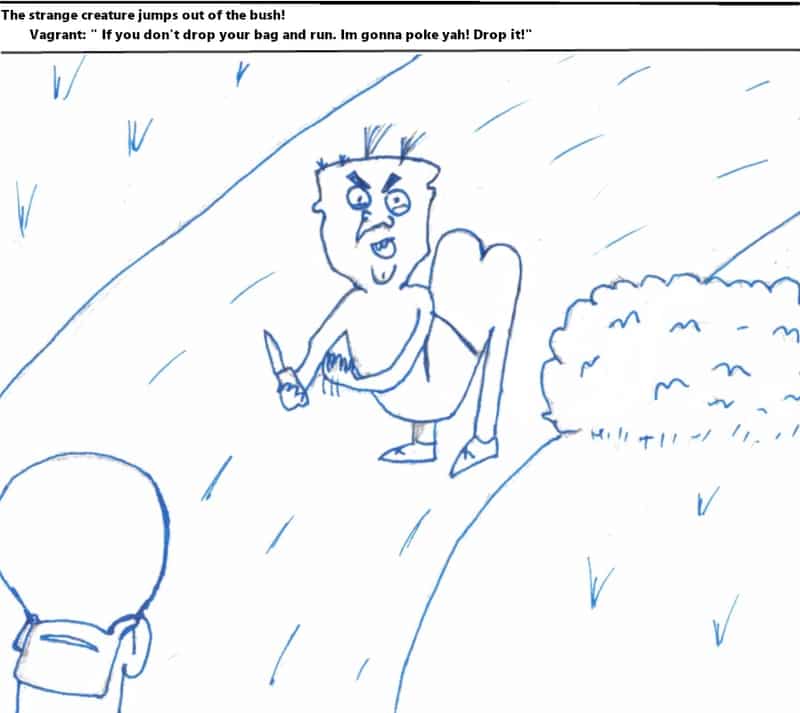 The strange creature jumps out of the bush!
Vagrant: " If you don't drop your bag and run. Im gonna poke yah! Drop it!"